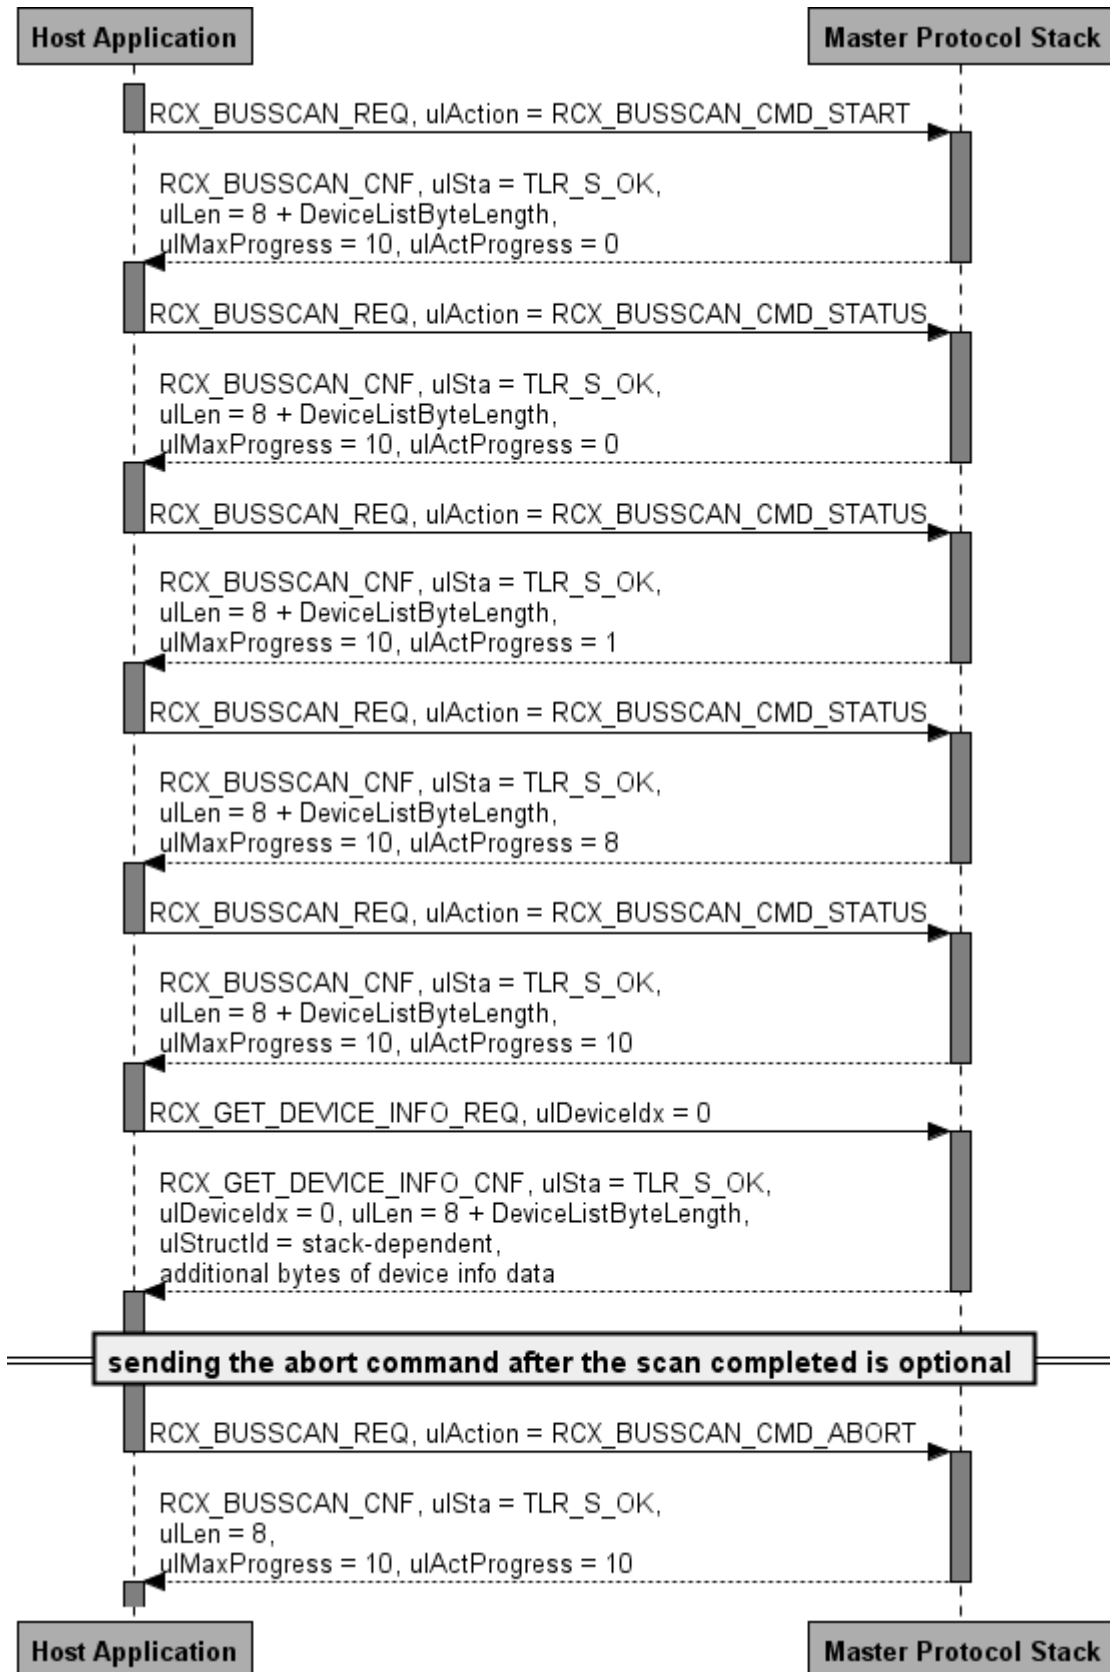 Host Application
Master Protocol Stack
RCX_BUSSCAN_REQ, ulAction = RCX_BUSSCAN_CMD_START
RCX_BUSSCAN_CNF, ulSta = TLR_S_OK,
ulLen = 8 + DeviceListByteLength,
ulMaxProgress = 10, ulActProgress = 0
RCX_BUSSCAN_REQ, ulAction = RCX_BUSSCAN_CMD_STATUS
RCX_BUSSCAN_CNF, ulSta = TLR_S_OK,
ulLen = 8 + DeviceListByteLength,
ulMaxProgress = 10, ulActProgress = 0
RCX_BUSSCAN_REQ, ulAction = RCX_BUSSCAN_CMD_STATUS
RCX_BUSSCAN_CNF, ulSta = TLR_S_OK,
ulLen = 8 + DeviceListByteLength,
ulMaxProgress = 10, ulActProgress = 1
RCX_BUSSCAN_REQ, ulAction = RCX_BUSSCAN_CMD_STATUS
RCX_BUSSCAN_CNF, ulSta = TLR_S_OK,
ulLen = 8 + DeviceListByteLength,
ulMaxProgress = 10, ulActProgress = 8
RCX_BUSSCAN_REQ, ulAction = RCX_BUSSCAN_CMD_STATUS
RCX_BUSSCAN_CNF, ulSta = TLR_S_OK,
ulLen = 8 + DeviceListByteLength,
ulMaxProgress = 10, ulActProgress = 10
RCX_GET_DEVICE_INFO_REQ, ulDeviceIdx = 0
RCX_GET_DEVICE_INFO_CNF, ulSta = TLR_S_OK,
ulDeviceIdx = 0, ulLen = 8 + DeviceListByteLength,
ulStructId = stack-dependent,
additional bytes of device info data
sending the abort command after the scan completed is optional
RCX_BUSSCAN_REQ, ulAction = RCX_BUSSCAN_CMD_ABORT
RCX_BUSSCAN_CNF, ulSta = TLR_S_OK,
ulLen = 8,
ulMaxProgress = 10, ulActProgress = 10
Host Application
Master Protocol Stack